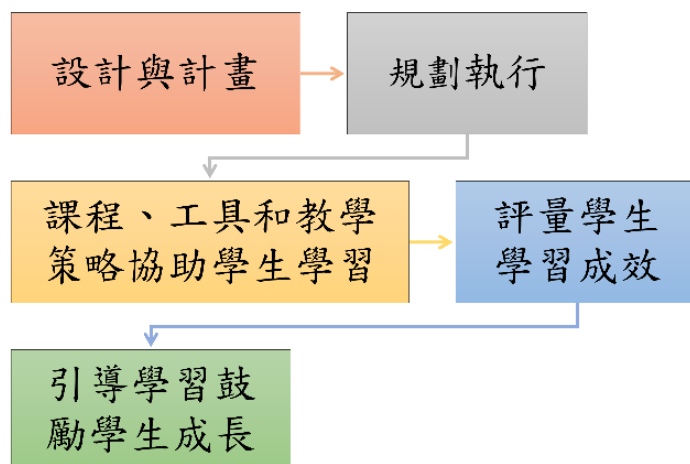 設計與計畫
規劃執行
課程、工具和教學
策略協助學生學習
評量學生
學習成效
引導學習鼓
勵學生成長